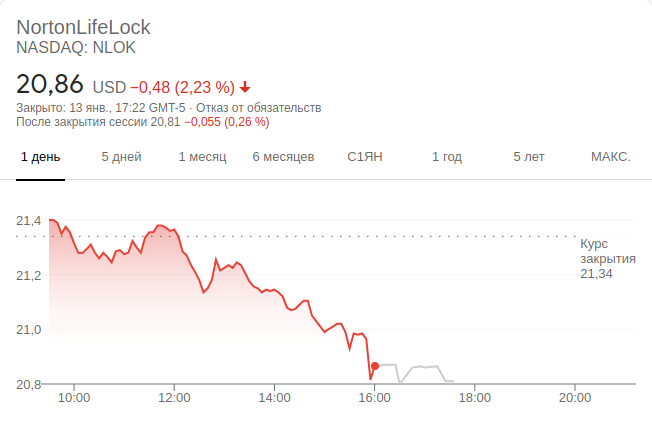 NortonLifeLock
NASDAQ: NLOK
20,86 USD −0,48 (2,23 %)
Закрыто: 13 янв., 17:22 GMT-5 · Отказ от обязательств
После закрытия сессии 20,81 −0,055 (0,26 %)
1 день 5 дней 1 месяц 6 месяцев С1ЯН 1 год 5 лет МАКС.
21,4
Курс
закрытия
21,34
21,2
21,0
20,8
10:00 12:00 14:00 16:00 18:00 20:00